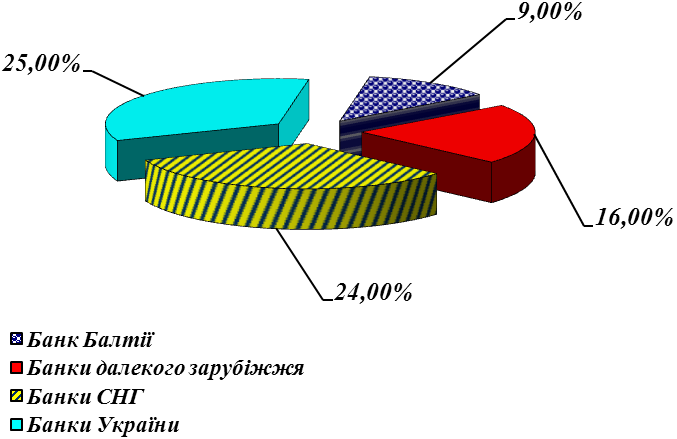 9,00%
25,00%
16,00%
24,00%
Банк Балтії
Банки далекого зарубіжжя
Банки СНГ
Банки України